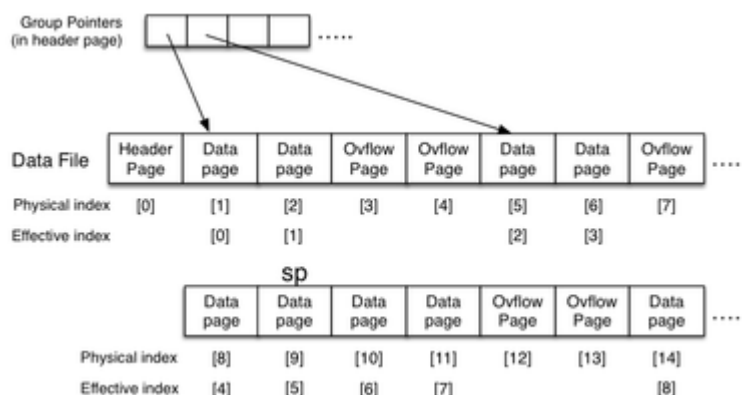 Group Pointers
(in header page)
.....
Data File
Header Page
Data page
Data page
Ovflow Page
Ovflow Page
Data page
Data page
Ovflow Page
....
Physical index [0] [1] [2] [3] [4] [5] [6] [7]
Effective index [0] [1] [2] [3]
sp
Data page
Data page
Data page
Data page
Ovflow Page
Ovflow Page
Data page
....
Physical index [8] [9] [10] [11] [12] [13] [14]
Effective index [4] [5] [6] [7] [8]